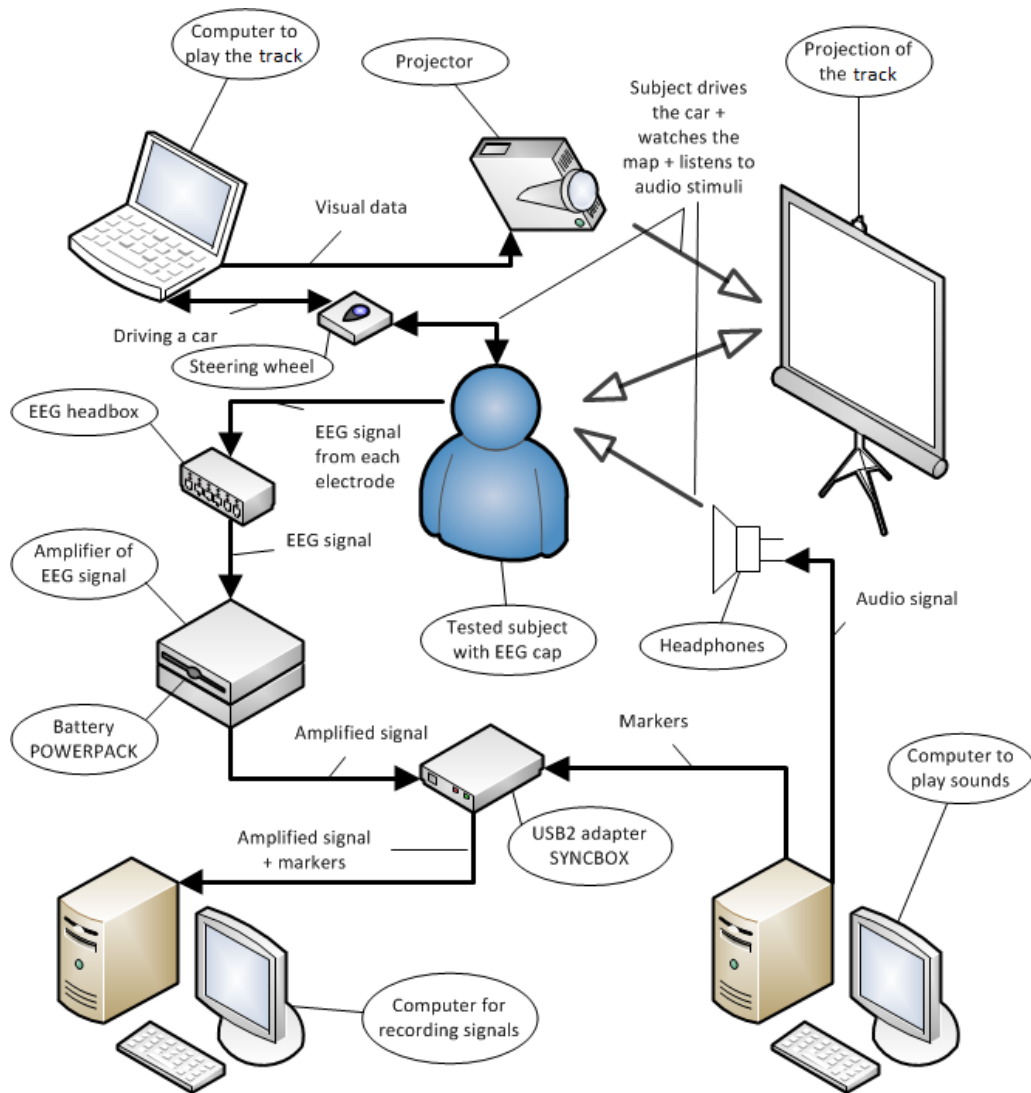 Computer to
play the track
Projector
Subject drives
the car +
watches the
map + listens to
audio stimuli
Projection of
the track
Visual data
Driving a car
Steering wheel
EEG headbox
EEG signal
from each
electrode
EEG signal
Amplifier of
EEG signal
Tested subject
with EEG cap
Headphones
Audio signal
Battery
POWERPACK
Amplified signal
Markers
Computer to
play sounds
Amplified signal
+ markers
USB2 adapter
SYNCBOX
Computer for
recording signals